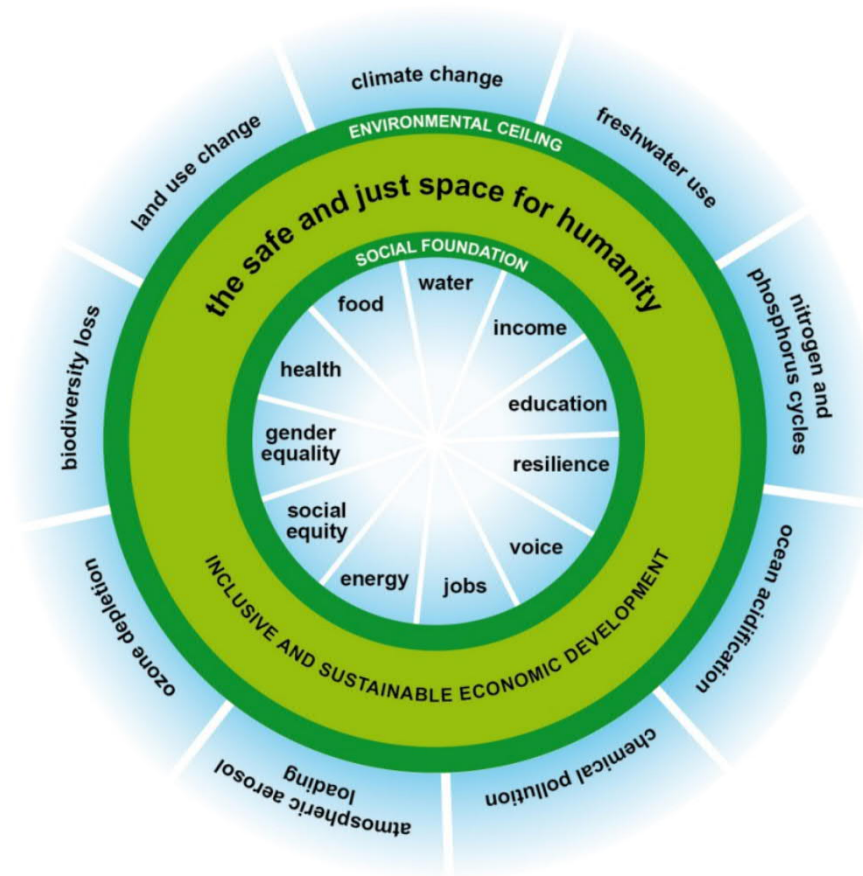 climate change
freshwater use
nitrogen and
phosphorus cycles
ocean acidification
chemical pollution
atmospheric aerosol
loading
ozone depletion
biodiversity loss
land use change
ENVIRONMENTAL CEILING
the safe and just space for humanity
SOCIAL FOUNDATION
water
income
education
resilience
voice
jobs
energy
social
equity
gender
equality
health
food
INCLUSIVE AND SUSTAINABLE ECONOMIC DEVELOPMENT